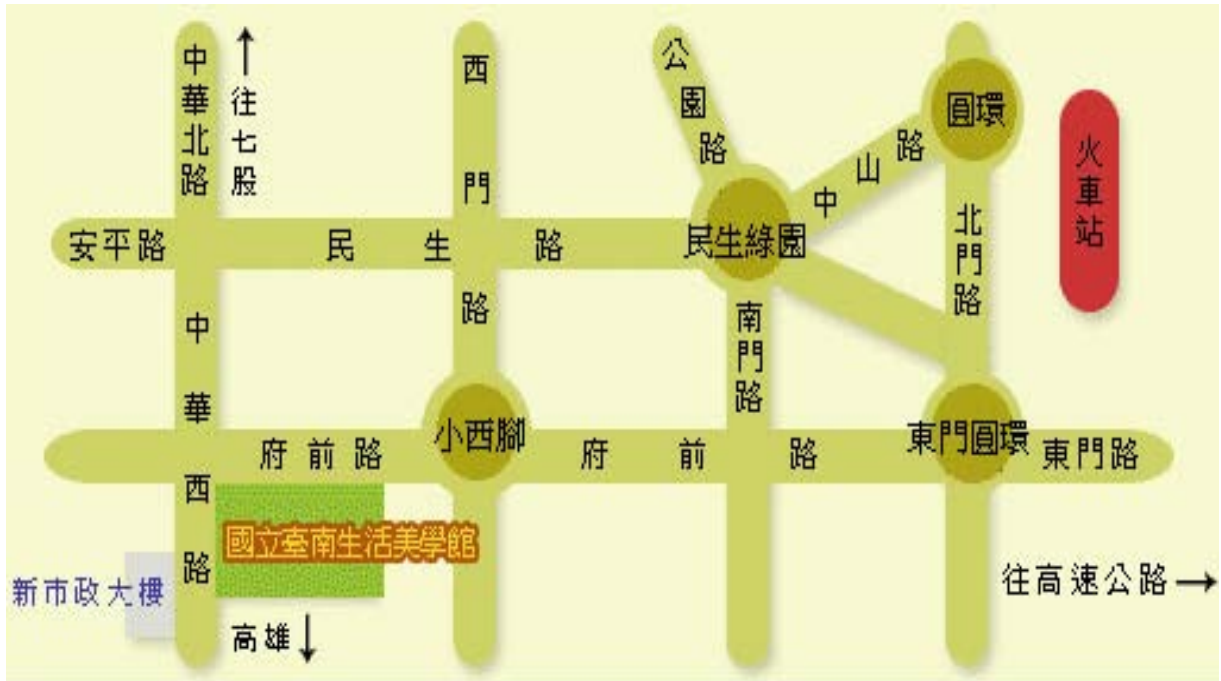 中華北路
往七股
西門路
公園路
中山路
圓環
火車站
安平路
民生路
民生綠園
北門路
南門路
中華西路
府前路
小西腳
府前路
東門圓環
東門路
國立臺南生活美學館
新市政大樓
高雄
往高速公路